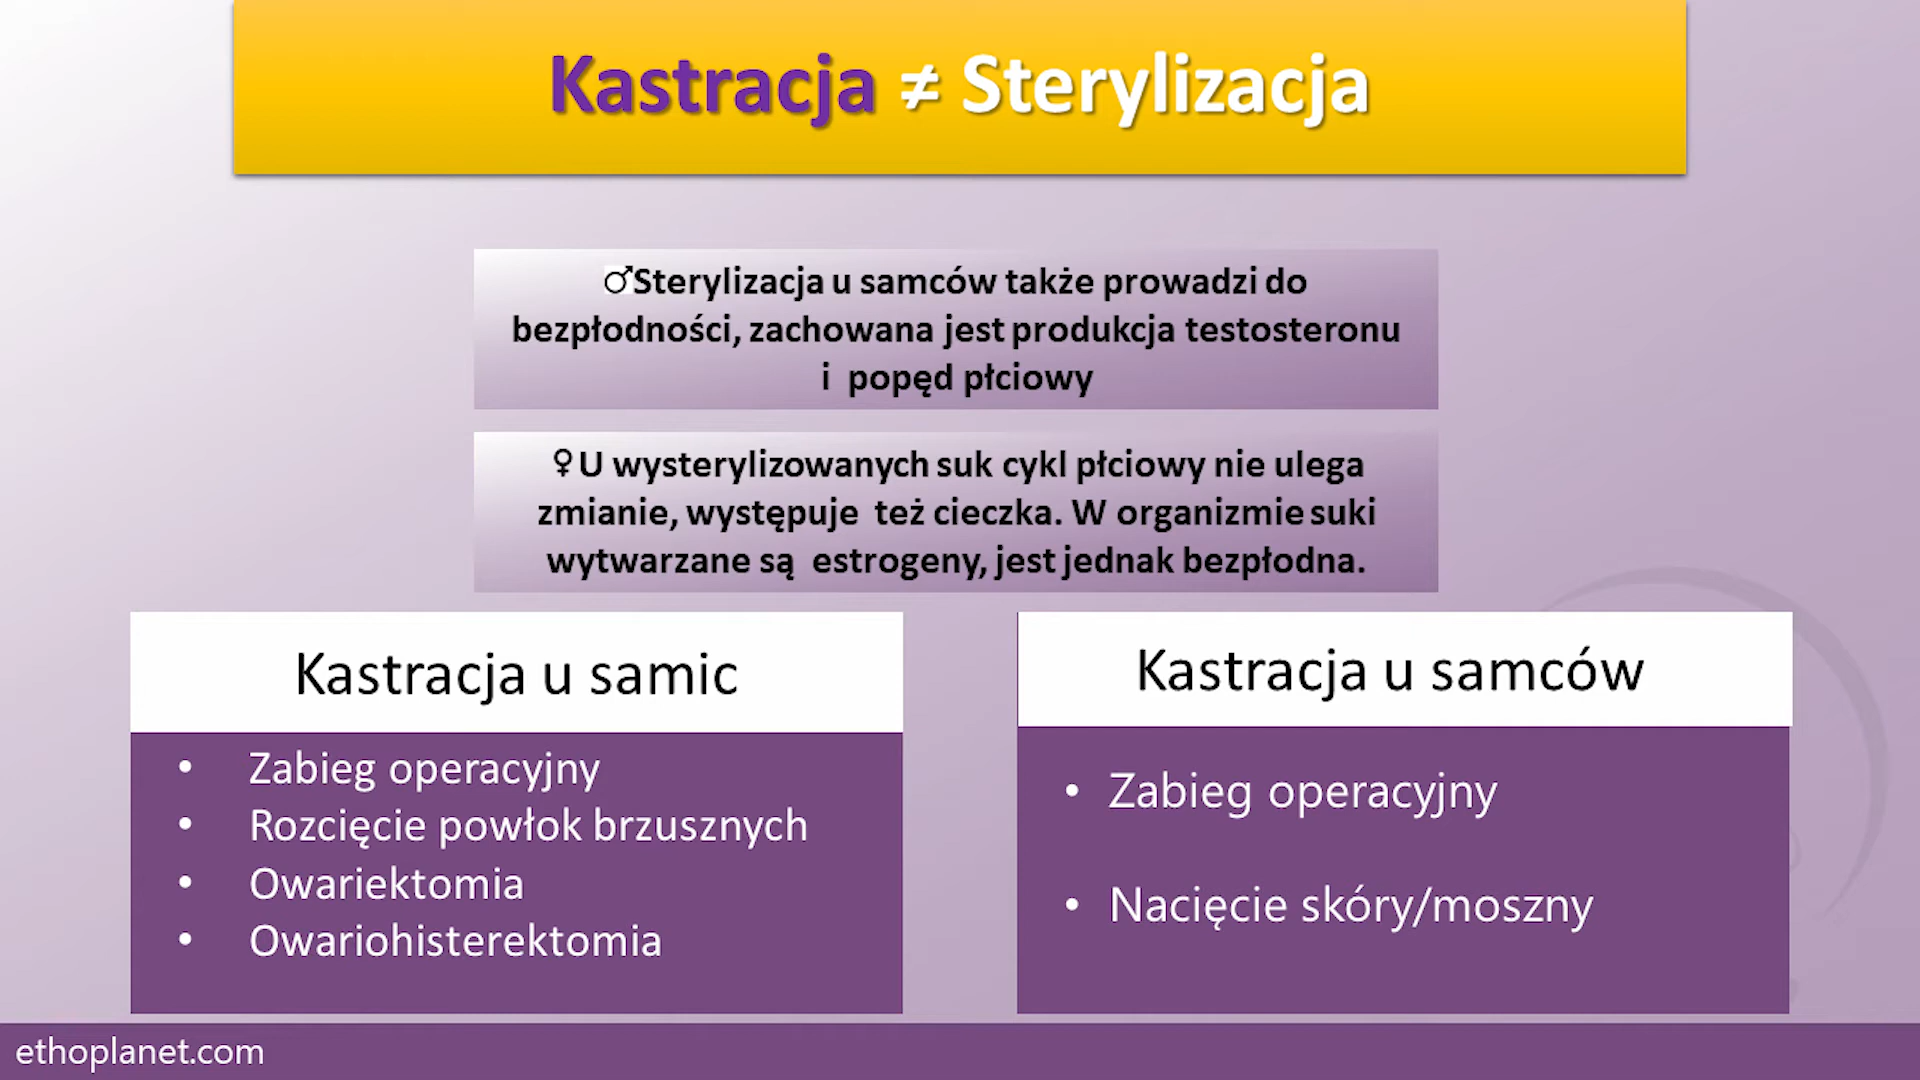 Kastracja ≠ Sterylizacja
♂Sterylizacja u samców także prowadzi do
bezpłodności, zachowana jest produkcja testosteronu
i popęd płciowy
♀U wysterylizowanych suk cykl płciowy nie ulega
zmianie, występuje też cieczka. W organizmie suki
wytwarzane są estrogeny, jest jednak bezpłodna.
Kastracja u samic
• Zabieg operacyjny
• Rozcięcie powłok brzusznych
• Owariektomia
• Owariohisterektomia
Kastracja u samców
• Zabieg operacyjny
• Nacięcie skóry/moszny
ethoplanet.com